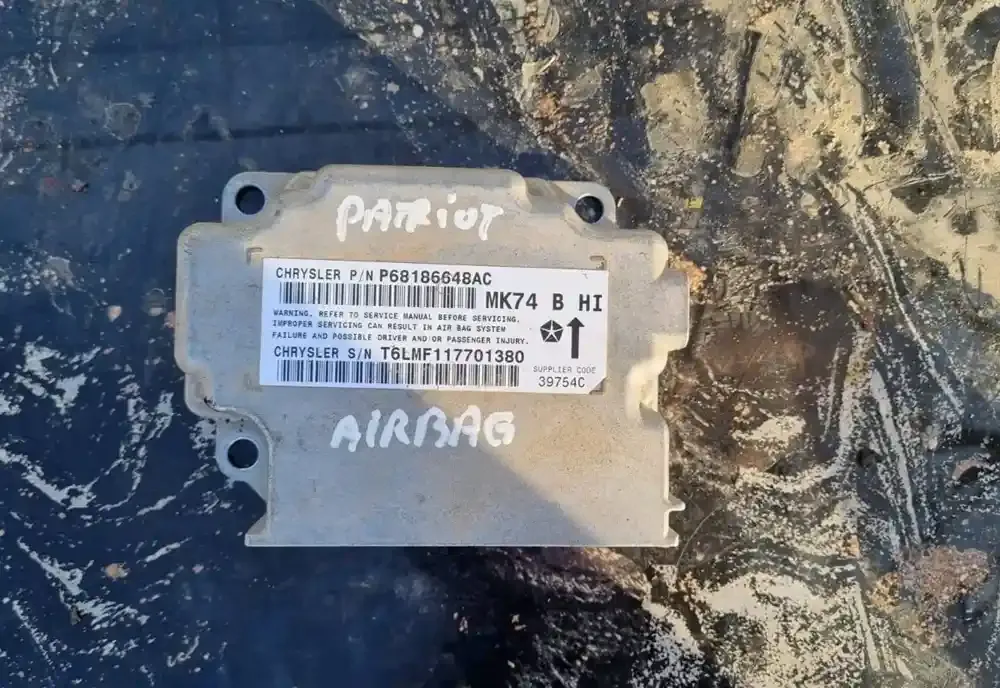 PATRIOT
CHRYSLER P/N P68186648AC
MK74 B HI
WARNING. REFER TO SERVICE MANUAL BEFORE SERVICING.
IMPROPER SERVICING CAN RESULT IN AIR BAG SYSTEM
FAILURE AND POSSIBLE DRIVER AND/OR PASSENGER INJURY.
CHRYSLER S/N T6LMF117701380
SUPPLIER CODE
39754C
AIRBAG